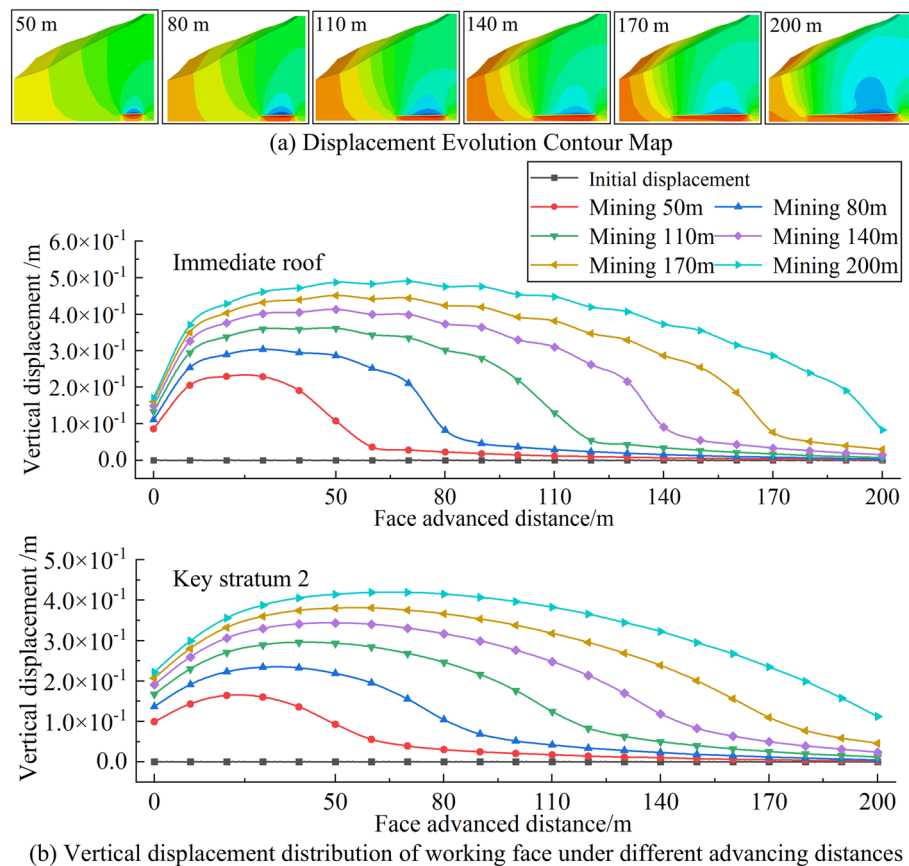 50 m 80 m 110 m 140 m 170 m 200 m
(a) Displacement Evolution Contour Map
Initial displacement
Mining 50m Mining 80m
Mining 110m Mining 140m
Mining 170m Mining 200m
Immediate roof
Vertical displacement /m
6.0×10⁻¹
5.0×10⁻¹
4.0×10⁻¹
3.0×10⁻¹
2.0×10⁻¹
1.0×10⁻¹
0.0
0 50 80 110 140 170 200
Face advanced distance/m
Key stratum 2
Vertical displacement /m
5.0×10⁻¹
4.0×10⁻¹
3.0×10⁻¹
2.0×10⁻¹
1.0×10⁻¹
0.0
0 50 80 110 140 170 200
Face advanced distance/m
(b) Vertical displacement distribution of working face under different advancing distances